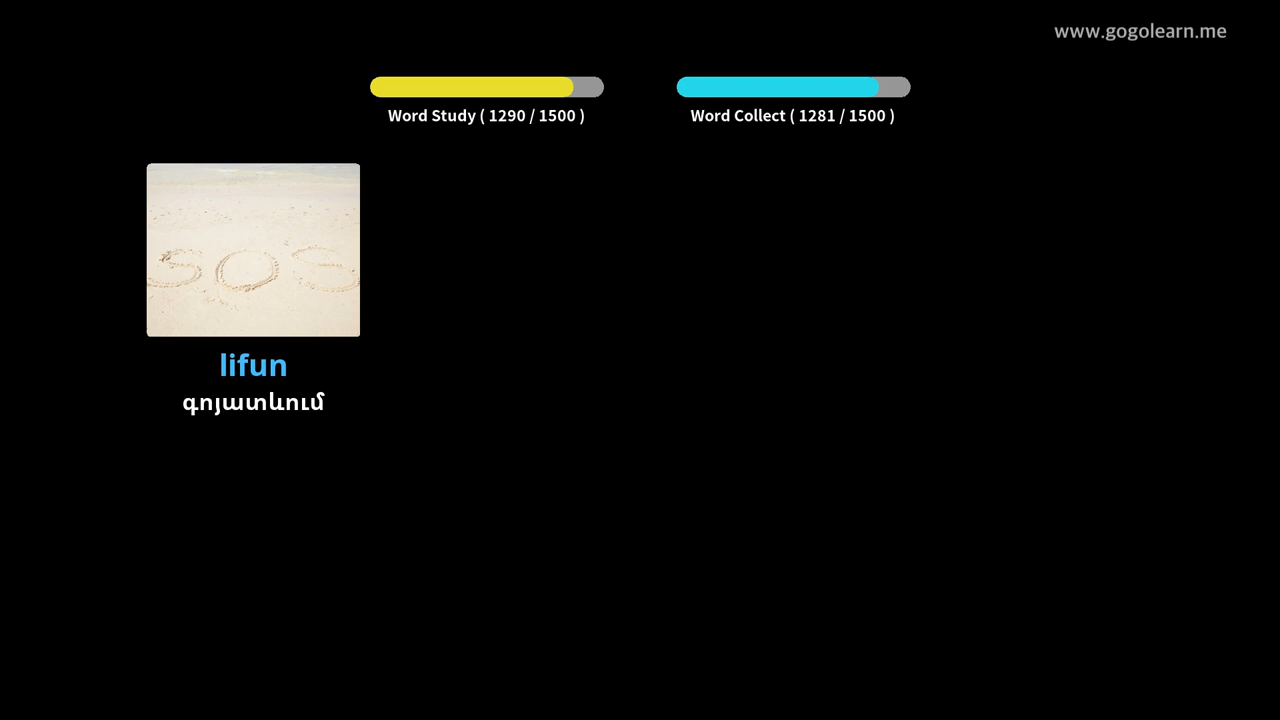 www.gogolearn.me
Word Study ( 1290 / 1500 )
Word Collect ( 1281 / 1500 )
SOS
lifun
գոյատևում